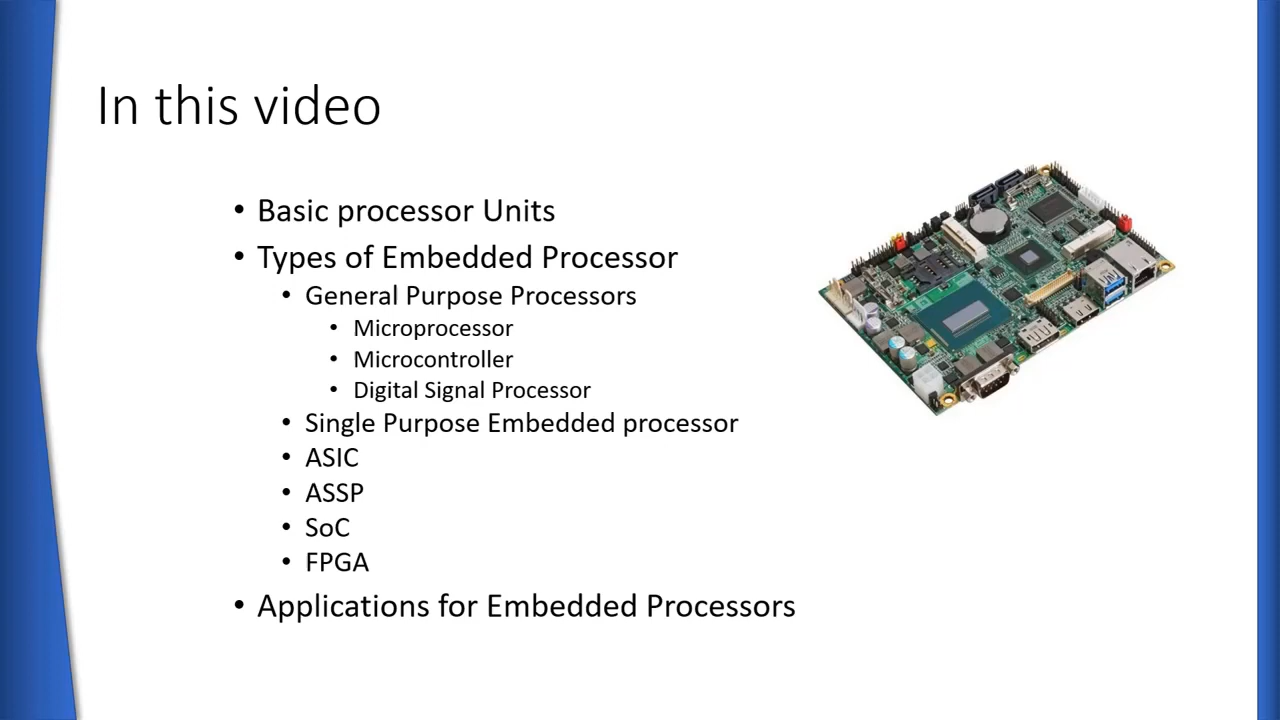 In this video
• Basic processor Units
• Types of Embedded Processor
• General Purpose Processors
• Microprocessor
• Microcontroller
• Digital Signal Processor
• Single Purpose Embedded processor
• ASIC
• ASSP
• SoC
• FPGA
• Applications for Embedded Processors